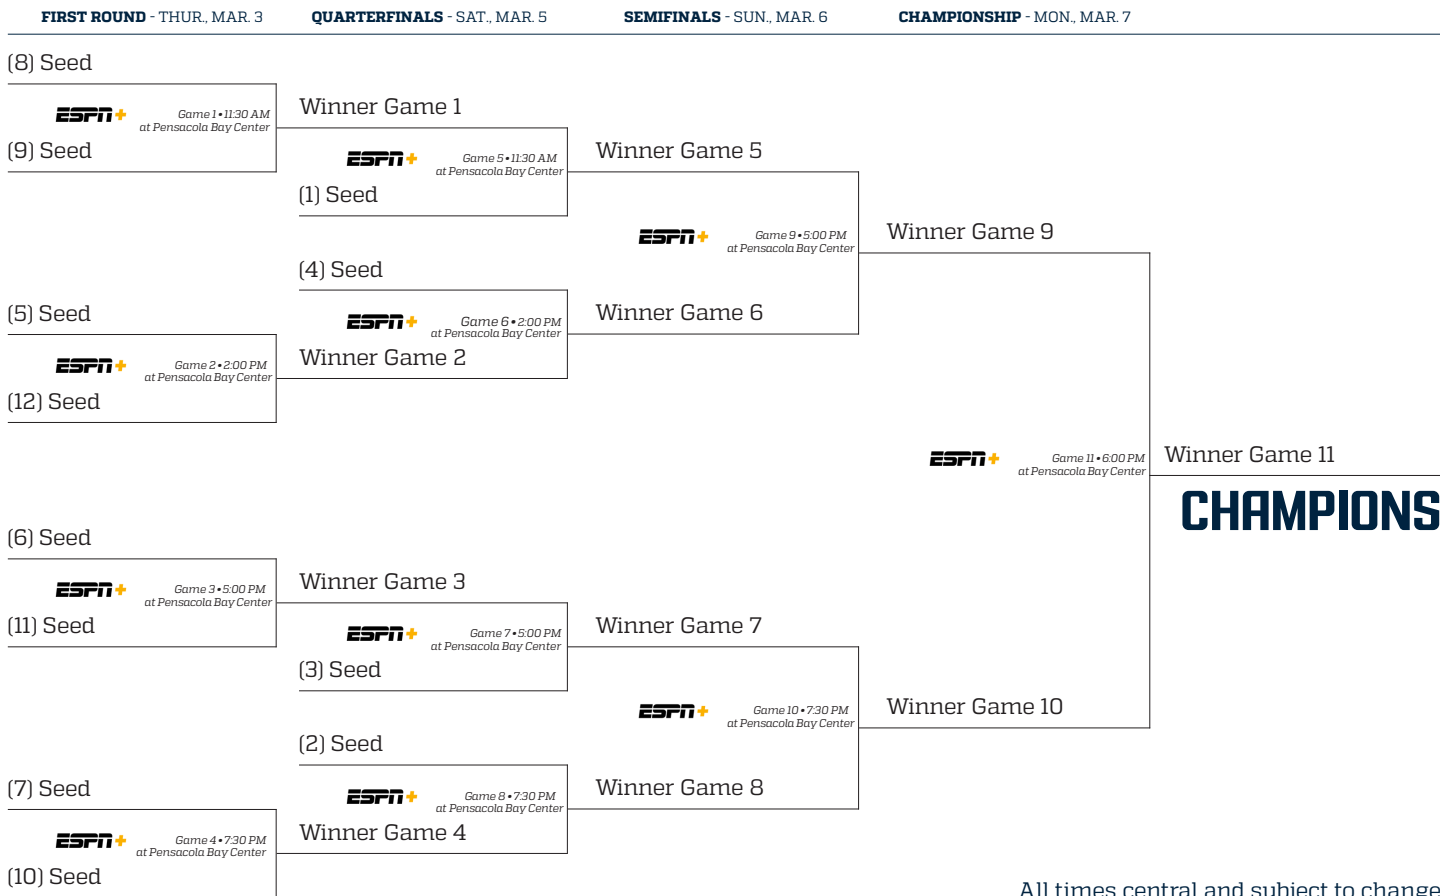 FIRST ROUND - THUR., MAR. 3
QUARTERFINALS - SAT., MAR. 5
SEMIFINALS - SUN., MAR. 6
CHAMPIONSHIP - MON., MAR. 7
(8) Seed
ESPN+
Game 1 • 11:30 AM
at Pensacola Bay Center
(9) Seed
(5) Seed
ESPN+
Game 2 • 2:00 PM
at Pensacola Bay Center
(12) Seed
(6) Seed
ESPN+
Game 3 • 5:00 PM
at Pensacola Bay Center
(11) Seed
(7) Seed
ESPN+
Game 4 • 7:30 PM
at Pensacola Bay Center
(10) Seed
Winner Game 1
ESPN+
Game 5 • 11:30 AM
at Pensacola Bay Center
(1) Seed
(4) Seed
ESPN+
Game 6 • 2:00 PM
at Pensacola Bay Center
Winner Game 2
Winner Game 3
ESPN+
Game 7 • 5:00 PM
at Pensacola Bay Center
(3) Seed
(2) Seed
ESPN+
Game 8 • 7:30 PM
at Pensacola Bay Center
Winner Game 4
Winner Game 5
ESPN+
Game 9 • 5:00 PM
at Pensacola Bay Center
Winner Game 6
Winner Game 7
ESPN+
Game 10 • 7:30 PM
at Pensacola Bay Center
Winner Game 8
Winner Game 9
ESPN+
Game 11 • 6:00 PM
at Pensacola Bay Center
Winner Game 10
Winner Game 11
CHAMPIONS
All times central and subject to change